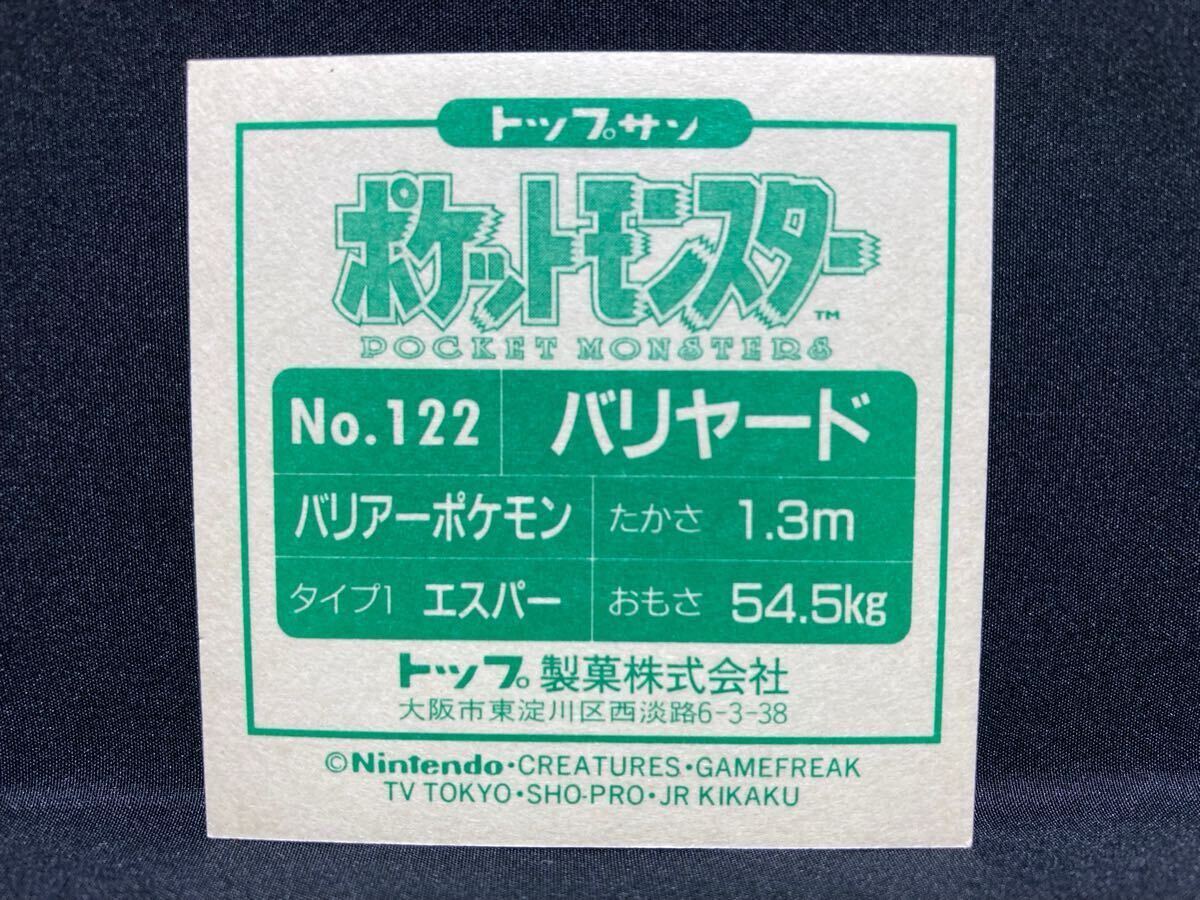 トップサン
ポケットモンスター™
POCKET MONSTERS
No.122 バリヤード
バリアーポケモン たかさ 1.3m
タイプ1 エスパー おもさ 54.5kg
トップ製菓株式会社
大阪市東淀川区西淡路6-3-38
©Nintendo・CREATURES・GAMEFREAK
TV TOKYO・SHO-PRO・JR KIKAKU